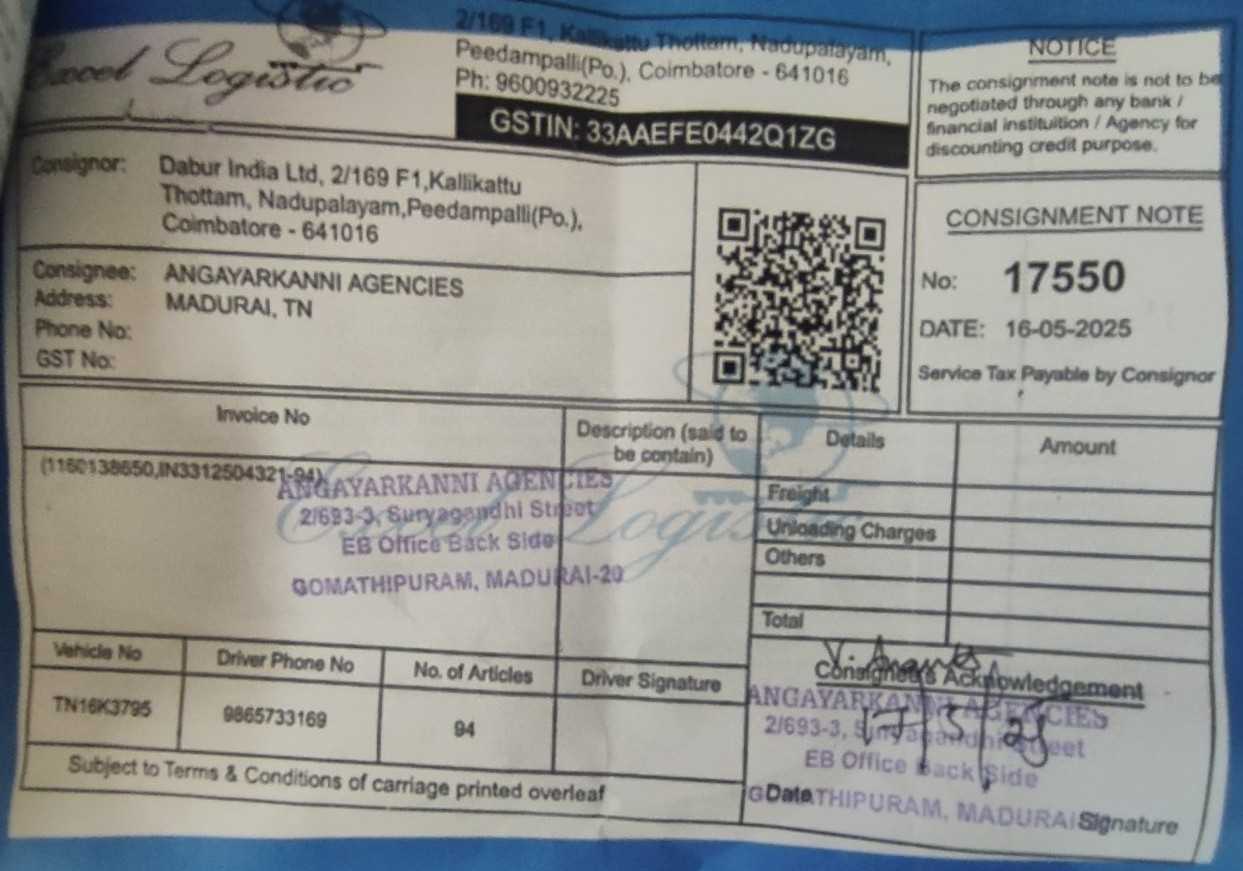 Excel Logistic
2/169 F1, Kallikattu Thottam, Nadupalayam,
Peedampalli(Po.), Coimbatore - 641016
Ph: 9600932225
GSTIN: 33AAEFE0442Q1ZG
NOTICE
The consignment note is not to be
negotiated through any bank /
financial instituition / Agency for
discounting credit purpose.
Consignor: Dabur India Ltd, 2/169 F1,Kallikattu
Thottam, Nadupalayam,Peedampalli(Po.),
Coimbatore - 641016
Consignee: ANGAYARKANNI AGENCIES
Address: MADURAI, TN
Phone No:
GST No:
CONSIGNMENT NOTE
No: 17550
DATE: 16-05-2025
Service Tax Payable by Consignor
Invoice No
Description (said to
be contain)
Details
Amount
(1160138650,IN3312504321-94)
ANGAYARKANNI AGENCIES
2/693-3, Suryagandhi Street
EB Office Back Side
GOMATHIPURAM, MADURAI-20
Excel Logistic
Freight
Unloading Charges
Others
Total
Vehicle No
Driver Phone No
No. of Articles
Driver Signature
TN16K3795
9865733169
94
Subject to Terms & Conditions of carriage printed overleaf
Consignee's Acknowledgement
ANGAYARKANNI AGENCIES
17/5/25
2/693-3, Suryagandhi Street
EB Office Back Side
GOMATHIPURAM, MADURAI
Date
Signature